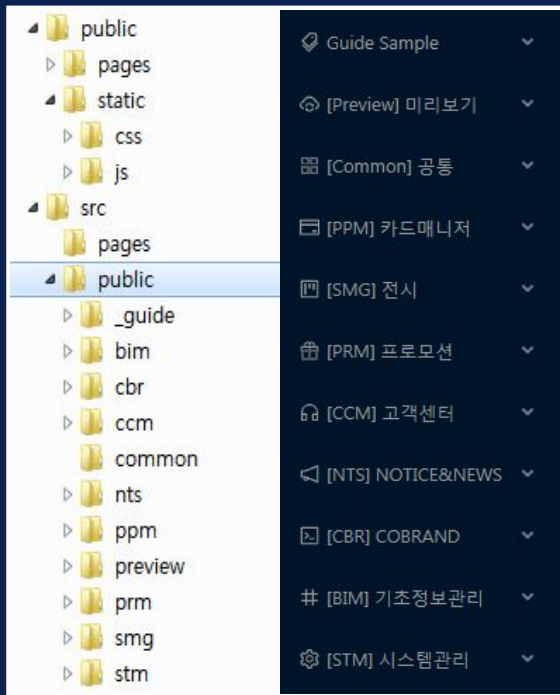 public
pages
static
css
js
src
pages
public
_guide
bim
cbr
ccm
common
nts
ppm
preview
prm
smg
stm
Guide Sample
[Preview] 미리보기
[Common] 공통
[PPM] 카드매니저
[SMG] 전시
[PRM] 프로모션
[CCM] 고객센터
[NTS] NOTICE&NEWS
[CBR] COBRAND
[BIM] 기초정보관리
[STM] 시스템관리